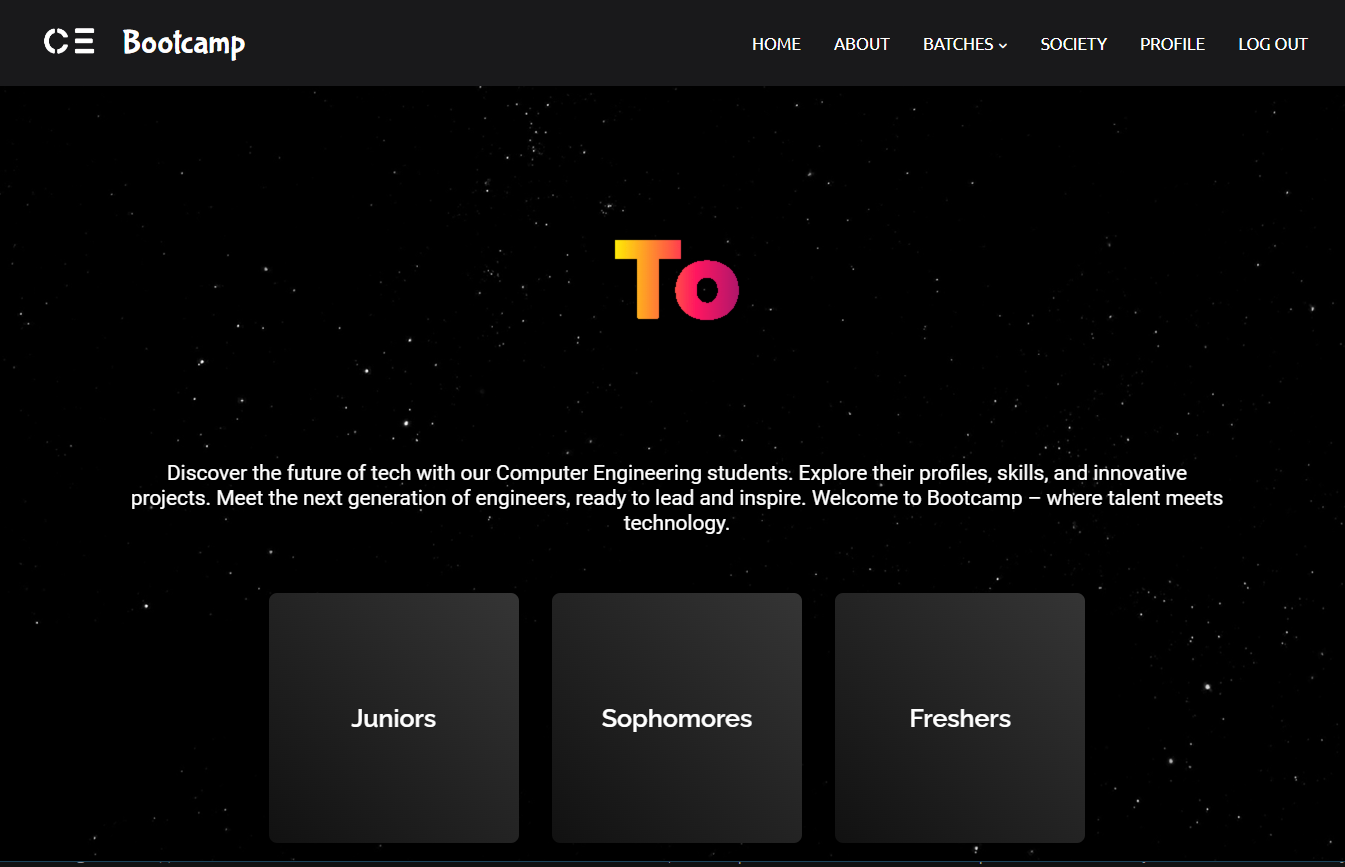 CE Bootcamp
HOME ABOUT BATCHES SOCIETY PROFILE LOG OUT
To
Discover the future of tech with our Computer Engineering students. Explore their profiles, skills, and innovative
projects. Meet the next generation of engineers, ready to lead and inspire. Welcome to Bootcamp – where talent meets
technology.
Juniors
Sophomores
Freshers